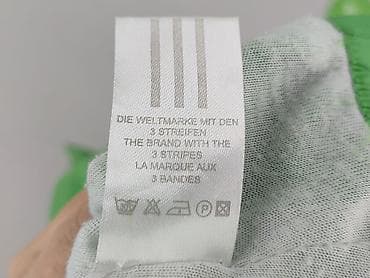 DIE WELTMARKE MIT DEN
3 STREIFEN
THE BRAND WITH THE
3 STRIPES
LA MARQUE AUX
3 BANDES